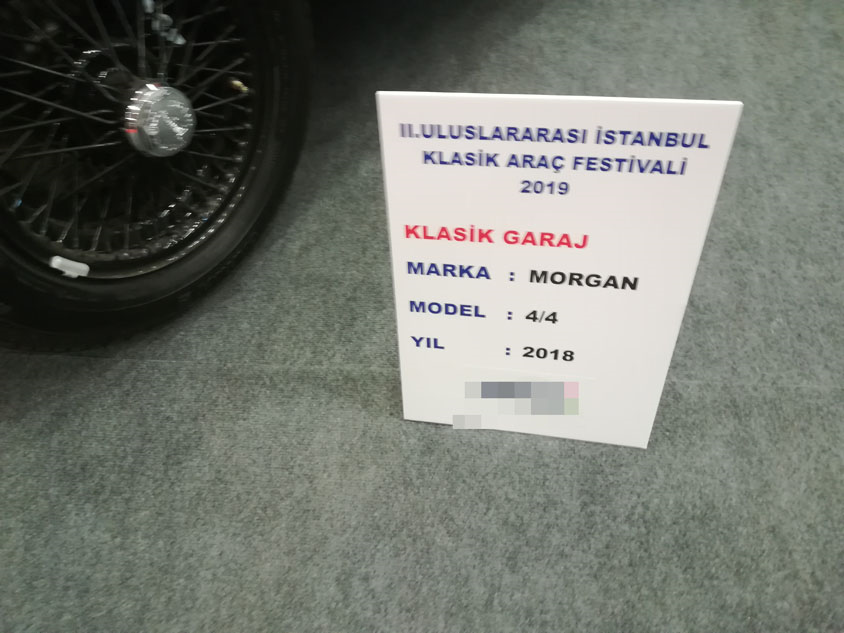 II.ULUSLARARASI İSTANBUL
KLASİK ARAÇ FESTİVALİ
2019
KLASİK GARAJ
MARKA : MORGAN
MODEL : 4/4
YIL : 2018